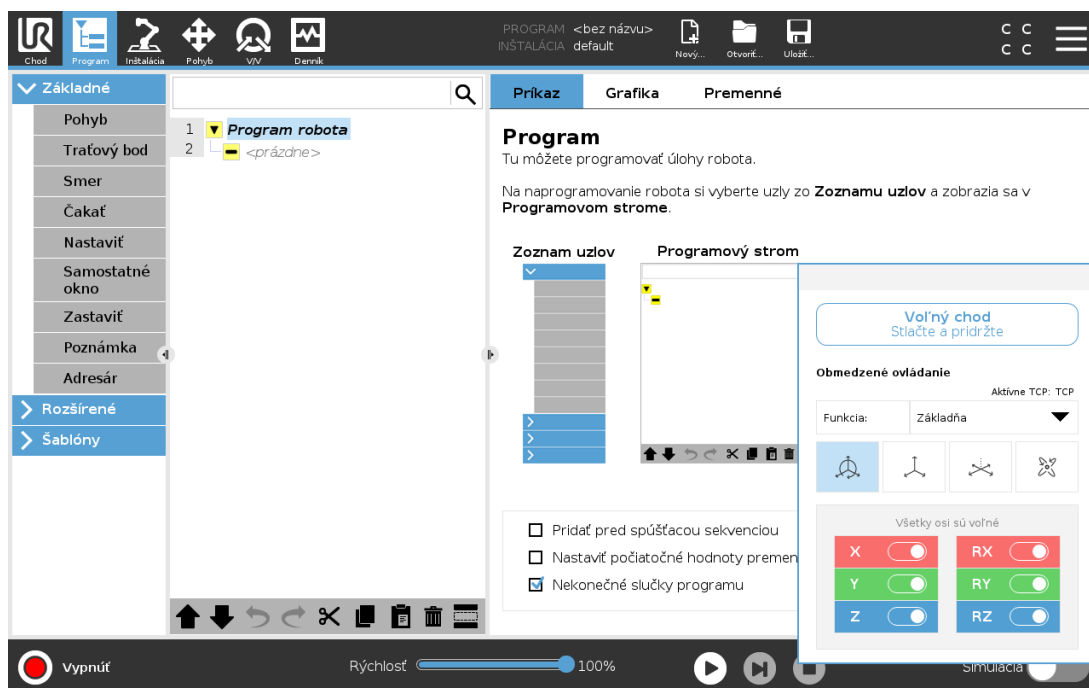 PROGRAM <bez názvu>
INŠTALÁCIA default
C C
C C
Chod Program Inštalácia Pohyb V/V Denník Nový... Otvoriť... Uložiť...
Základné
Pohyb
Traťový bod
Smer
Čakať
Nastaviť
Samostatné
okno
Zastaviť
Poznámka
Adresár
Rozšírené
Šablóny
1 Program robota
2 <prázdne>
Príkaz Grafika Premenné
Program
Tu môžete programovať úlohy robota.
Na naprogramovanie robota si vyberte uzly zo Zoznamu uzlov a zobrazia sa v
Programovom strome.
Zoznam uzlov Programový strom
Pridať pred spúšťacou sekvenciou
Nastaviť počiatočné hodnoty premen
Nekonečné slučky programu
Voľný chod
Stlačte a pridržte
Obmedzené ovládanie
Aktívne TCP: TCP
Funkcia: Základňa
Všetky osi sú voľné
X RX
Y RY
Z RZ
Vypnúť Rýchlosť 100% Simulácia